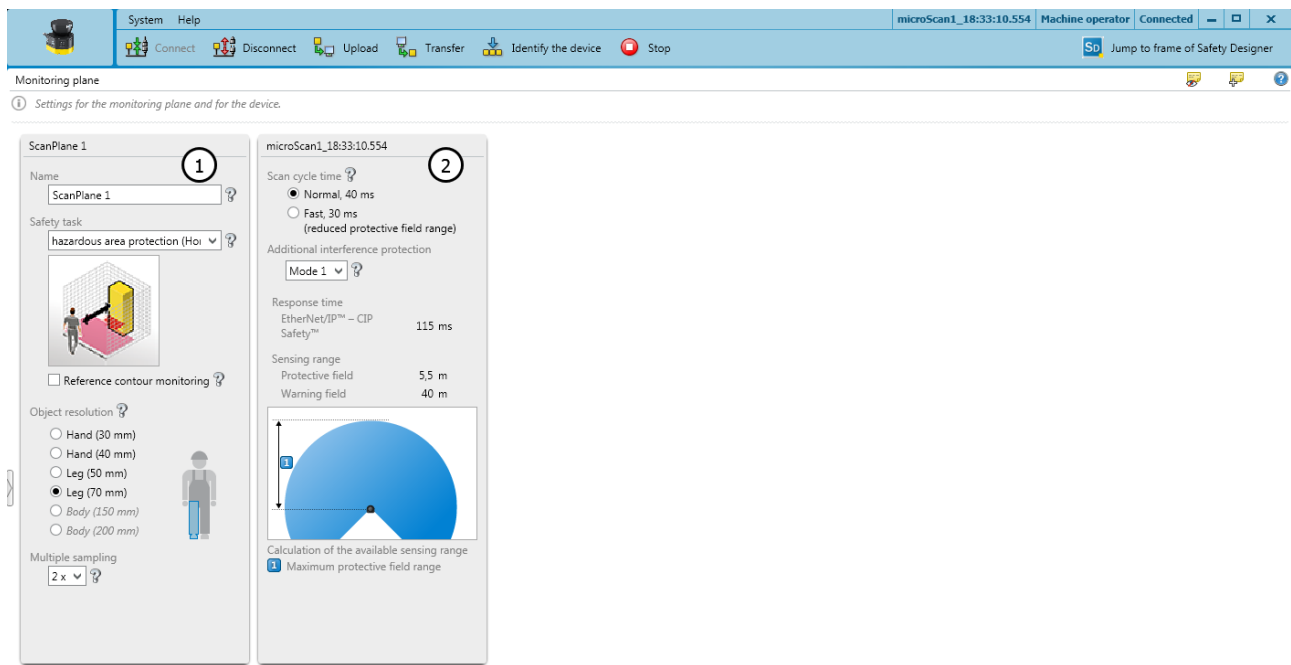 System Help
microScan1_18:33:10.554 Machine operator Connected
Connect Disconnect Upload Transfer Identify the device Stop
SD Jump to frame of Safety Designer
Monitoring plane
Settings for the monitoring plane and for the device.
ScanPlane 1
1
Name
ScanPlane 1
Safety task
hazardous area protection (Hor
Reference contour monitoring
Object resolution
Hand (30 mm)
Hand (40 mm)
Leg (50 mm)
Leg (70 mm)
Body (150 mm)
Body (200 mm)
Multiple sampling
2 x
microScan1_18:33:10.554
2
Scan cycle time
Normal, 40 ms
Fast, 30 ms
(reduced protective field range)
Additional interference protection
Mode 1
Response time
EtherNet/IP™ – CIP
Safety™
115 ms
Sensing range
Protective field 5,5 m
Warning field 40 m
1
Calculation of the available sensing range
1 Maximum protective field range